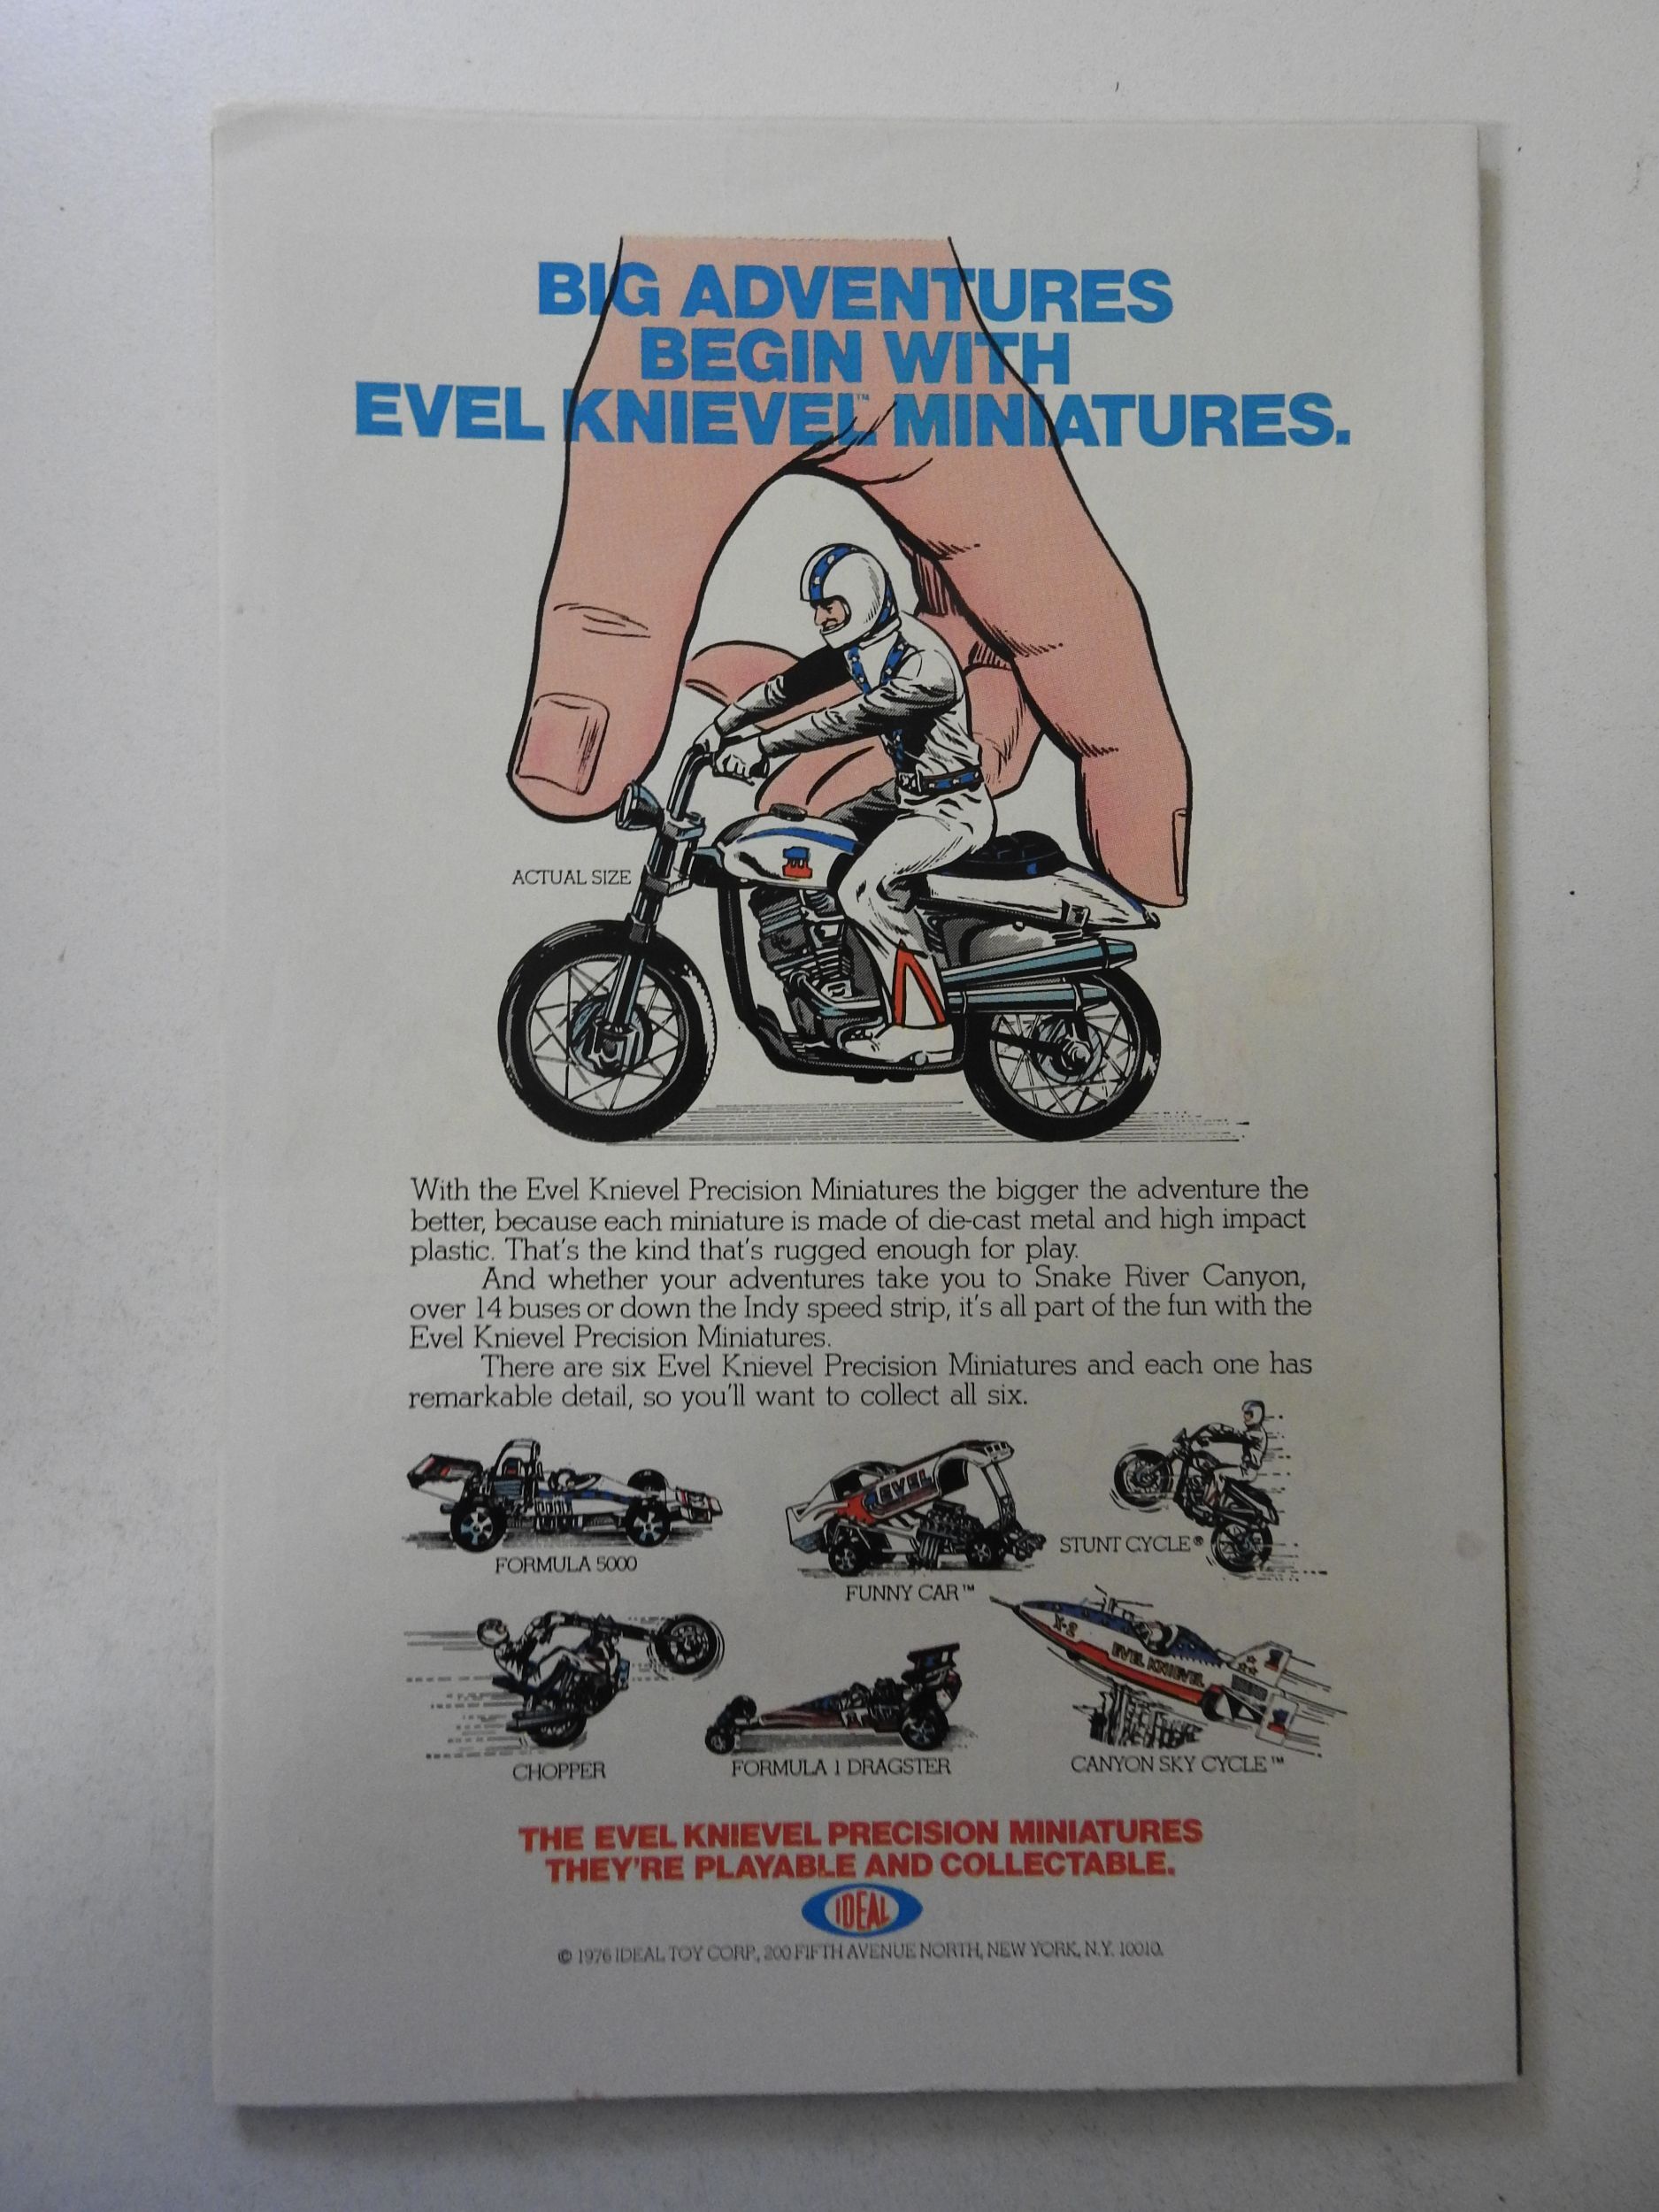 BIG ADVENTURES
BEGIN WITH
EVEL KNIEVEL™ MINIATURES.
ACTUAL SIZE
With the Evel Knievel Precision Miniatures the bigger the adventure the
better, because each miniature is made of die-cast metal and high impact
plastic. That's the kind that's rugged enough for play.
And whether your adventures take you to Snake River Canyon,
over 14 buses or down the Indy speed strip, it's all part of the fun with the
Evel Knievel Precision Miniatures.
There are six Evel Knievel Precision Miniatures and each one has
remarkable detail, so you'll want to collect all six.
EVEL
FORMULA 5000
FUNNY CAR™
STUNT CYCLE®
X-2
EVEL KNIEVEL
CHOPPER
FORMULA 1 DRAGSTER
CANYON SKY CYCLE™
THE EVEL KNIEVEL PRECISION MINIATURES
THEY'RE PLAYABLE AND COLLECTABLE.
IDEAL
© 1976 IDEAL TOY CORP., 200 FIFTH AVENUE NORTH, NEW YORK, N.Y. 10010.